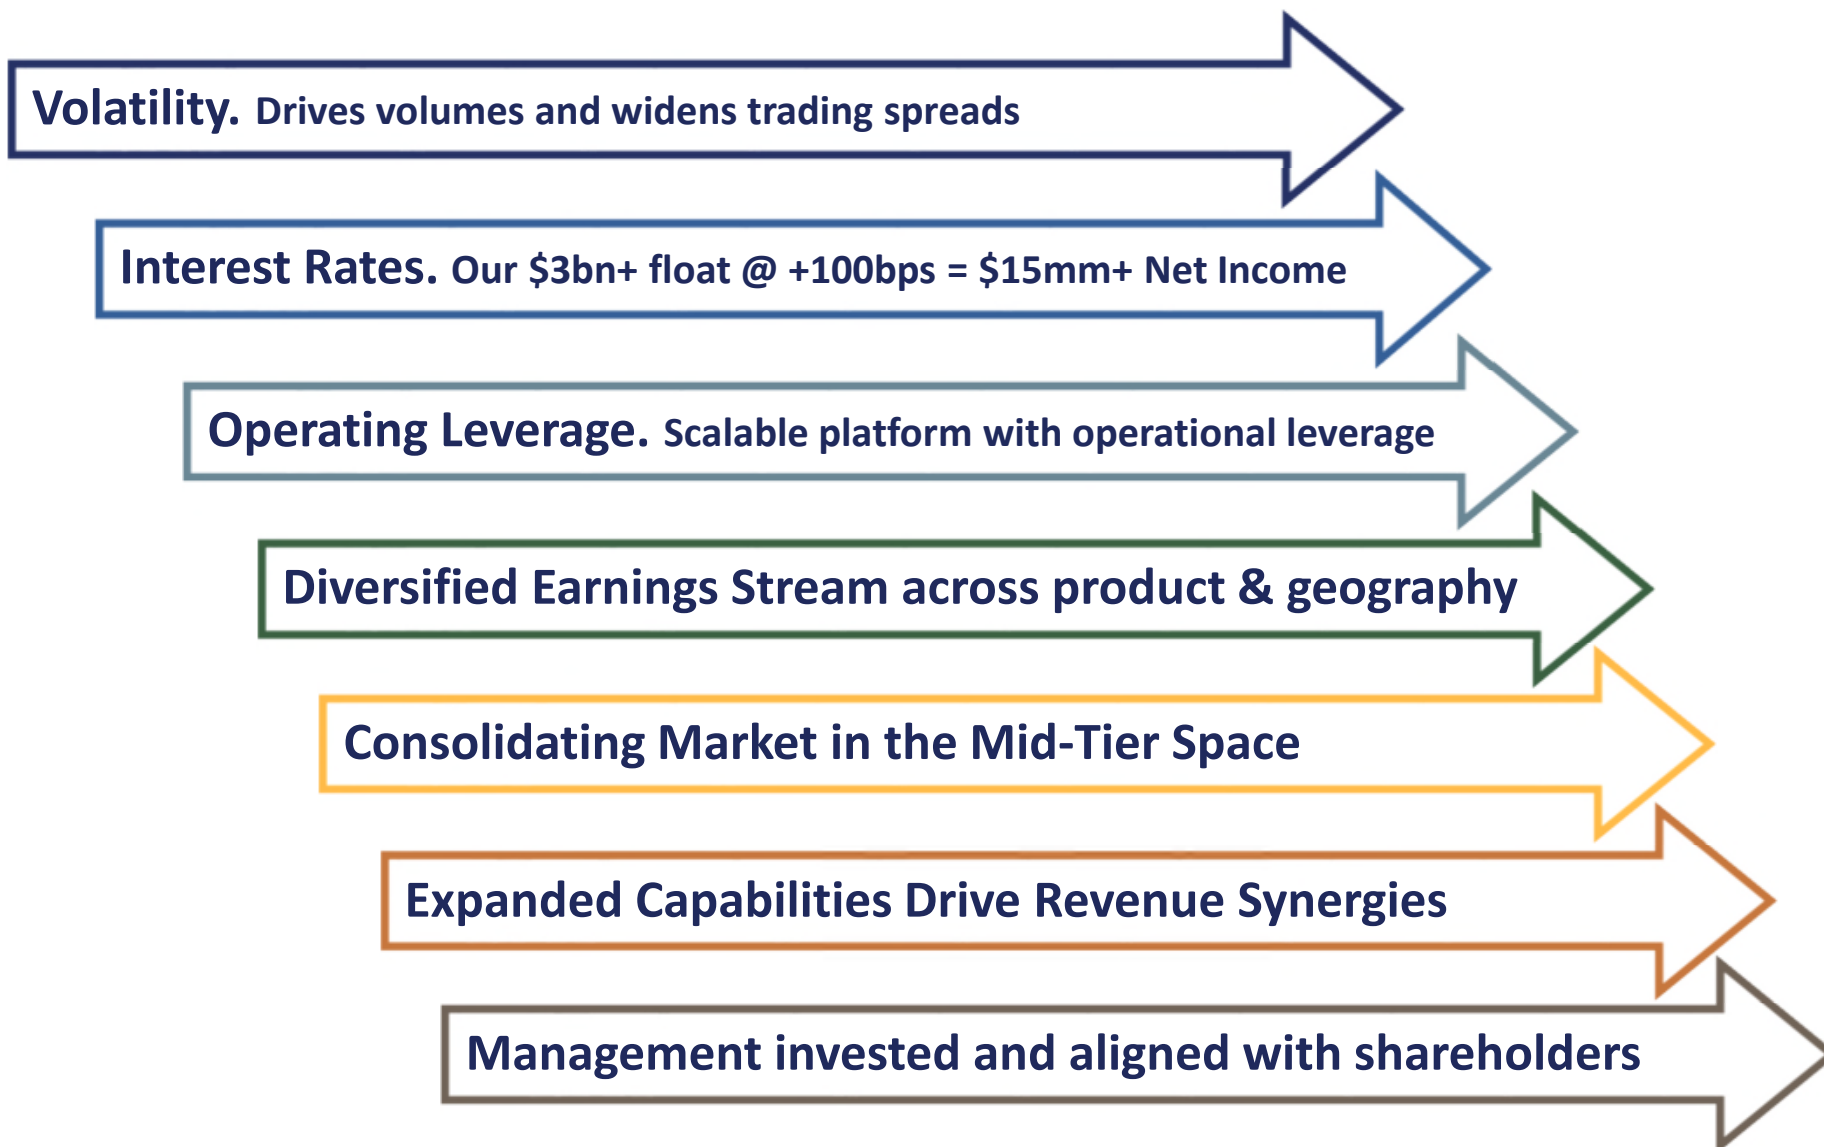 Volatility. Drives volumes and widens trading spreads
Interest Rates. Our $3bn+ float @ +100bps = $15mm+ Net Income
Operating Leverage. Scalable platform with operational leverage
Diversified Earnings Stream across product & geography
Consolidating Market in the Mid-Tier Space
Expanded Capabilities Drive Revenue Synergies
Management invested and aligned with shareholders